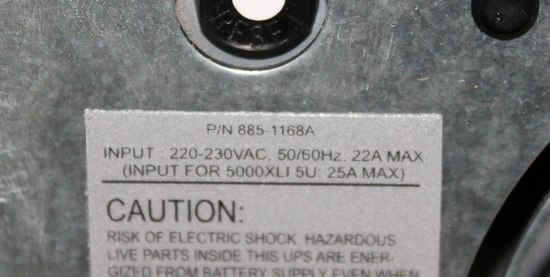 RESET
P/N 885-1168A
INPUT : 220-230VAC, 50/60Hz, 22A MAX
(INPUT FOR 5000XLI 5U: 25A MAX)
CAUTION:
RISK OF ELECTRIC SHOCK, HAZARDOUS
LIVE PARTS INSIDE THIS UPS ARE ENER-
GIZED FROM BATTERY SUPPLY EVEN WHEN